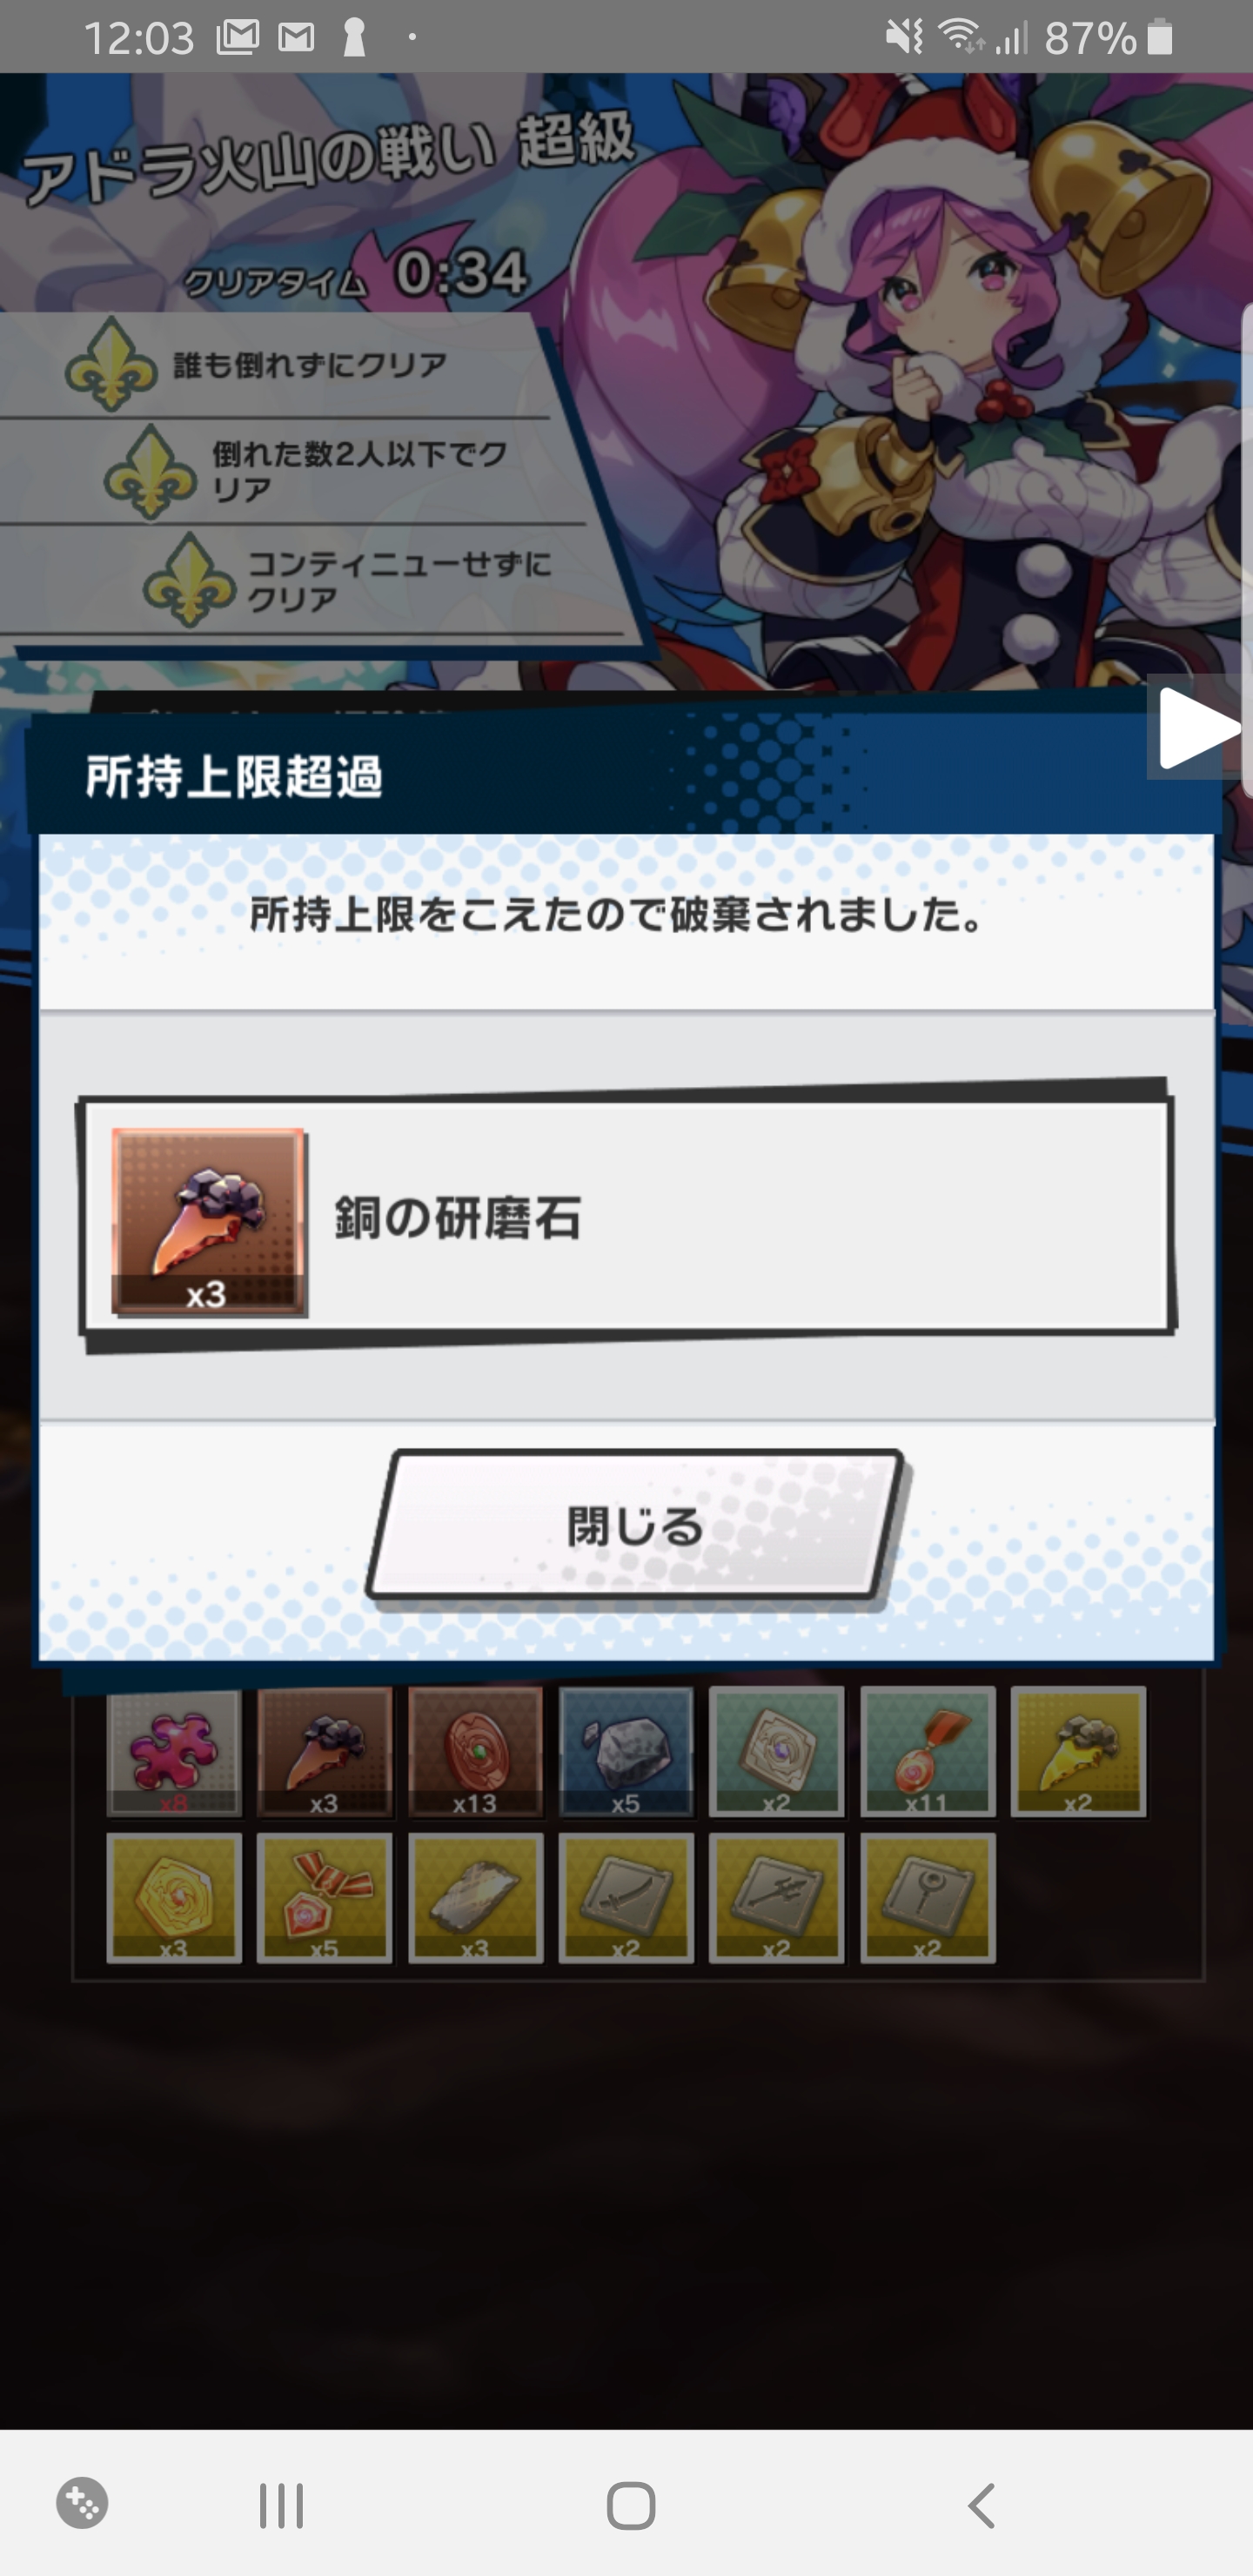 12:03
87%
アドラ火山の戦い 超級
クリアタイム 0:34
誰も倒れずにクリア
倒れた数2人以下でク
リア
コンティニューせずに
クリア
所持上限超過
所持上限をこえたので破棄されました。
銅の研磨石
x3
閉じる
x8 x3 x13 x5 x2 x11 x2
x3 x5 x3 x2 x2 x2